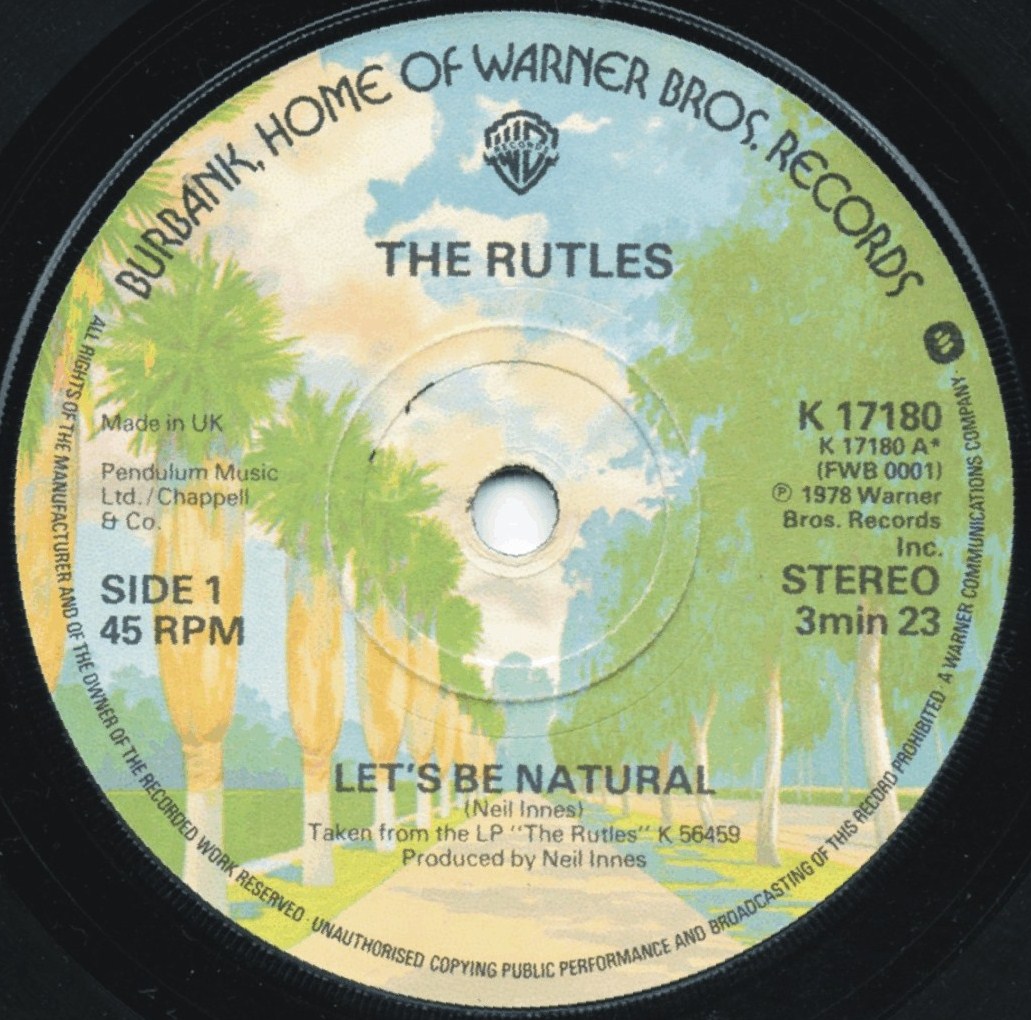 BURBANK, HOME OF WARNER BROS. RECORDS
RECORDS
THE RUTLES
Made in UK
Pendulum Music
Ltd./Chappell
& Co.
SIDE 1
45 RPM
K 17180
K 17180 A*
(FWB 0001)
℗ 1978 Warner
Bros. Records
Inc.
STEREO
3min 23
LET'S BE NATURAL
(Neil Innes)
Taken from the LP "The Rutles" K 56459
Produced by Neil Innes
ALL RIGHTS OF THE MANUFACTURER AND OF THE OWNER OF THE RECORDED WORK RESERVED · UNAUTHORISED COPYING PUBLIC PERFORMANCE AND BROADCASTING OF THIS RECORD PROHIBITED · A WARNER COMMUNICATIONS COMPANY ·